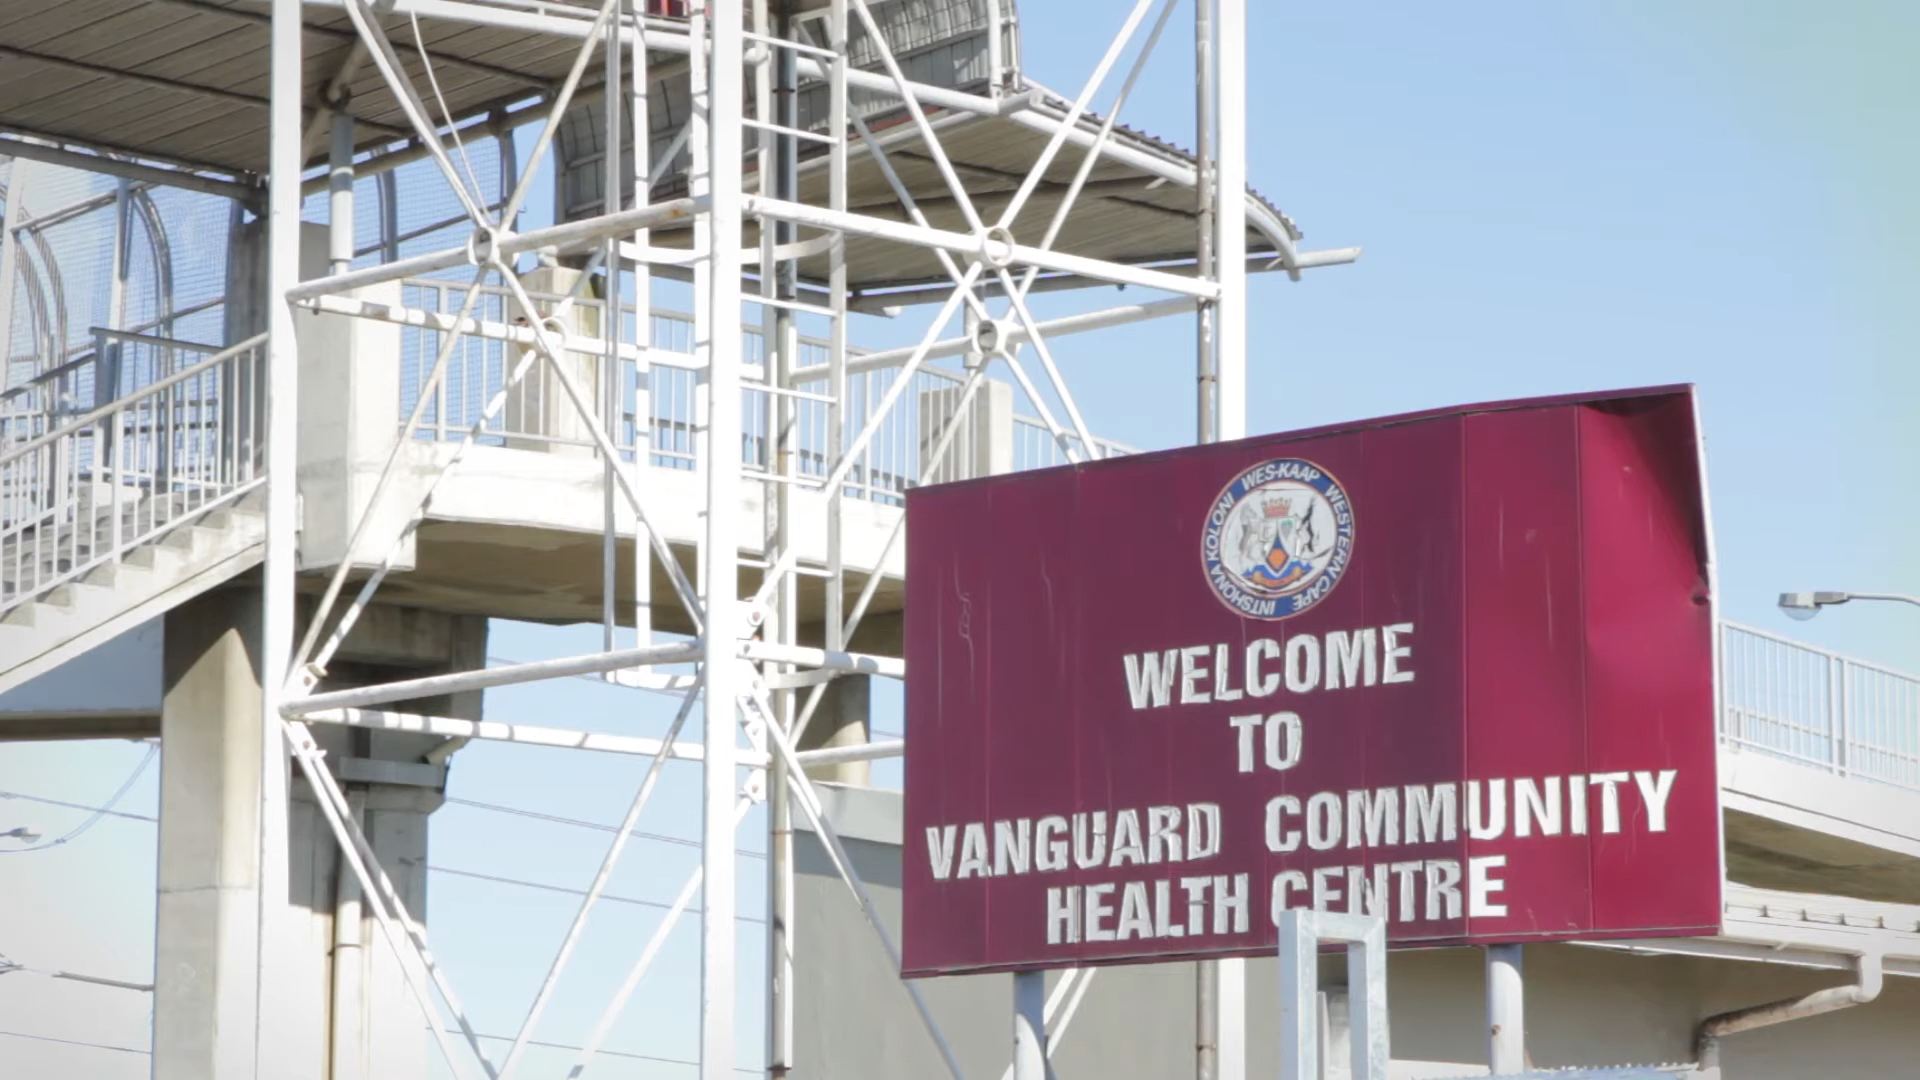 WES-KAAP WESTERN CAPE INTSHONA KOLONI
WELCOME
TO
VANGUARD COMMUNITY
HEALTH CENTRE